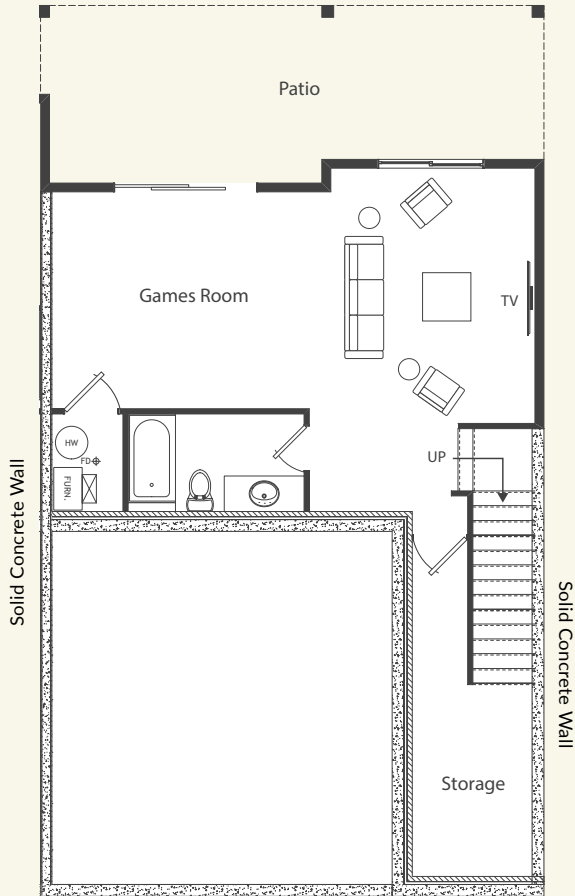 Patio
Games Room
TV
HW
FD
FURN.
UP
Solid Concrete Wall
Solid Concrete Wall
Storage